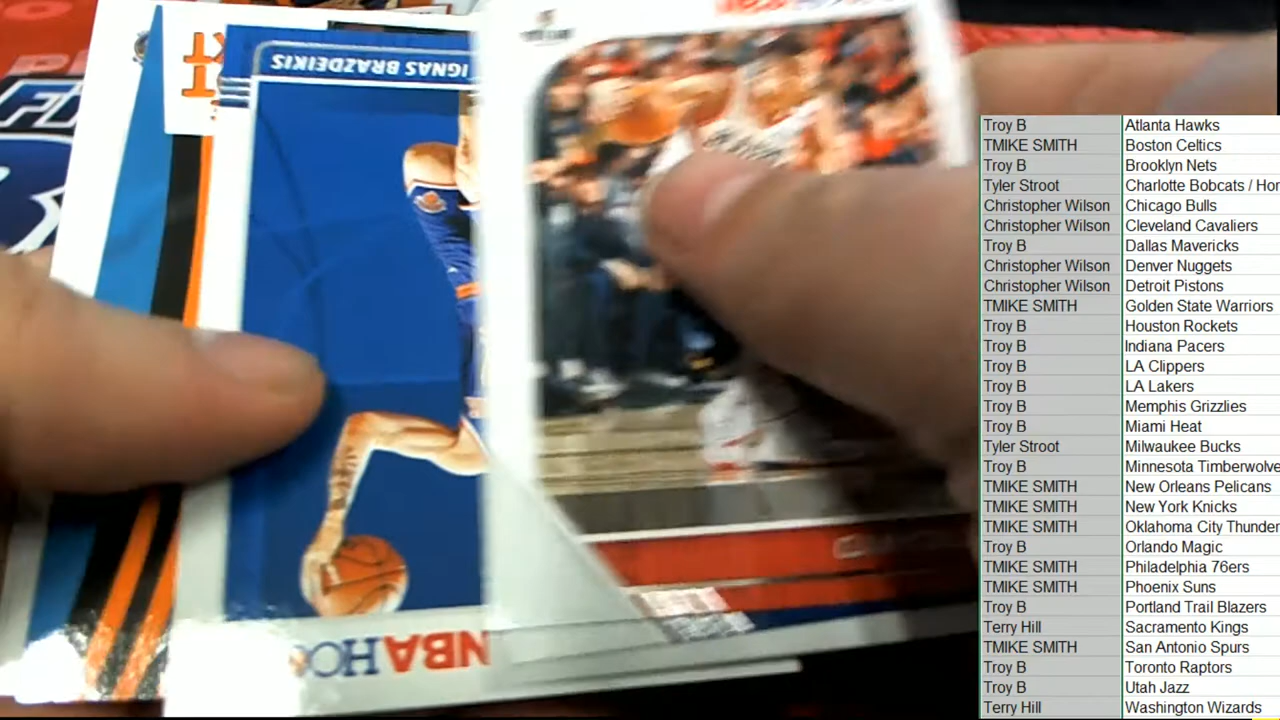 IGNAS BRAZDEIKIS
NBA HOO
Troy B Atlanta Hawks
TMIKE SMITH Boston Celtics
Troy B Brooklyn Nets
Tyler Stroot Charlotte Bobcats / Hor
Christopher Wilson Chicago Bulls
Christopher Wilson Cleveland Cavaliers
Troy B Dallas Mavericks
Christopher Wilson Denver Nuggets
Christopher Wilson Detroit Pistons
TMIKE SMITH Golden State Warriors
Troy B Houston Rockets
Troy B Indiana Pacers
Troy B LA Clippers
Troy B LA Lakers
Troy B Memphis Grizzlies
Troy B Miami Heat
Tyler Stroot Milwaukee Bucks
Troy B Minnesota Timberwolve
TMIKE SMITH New Orleans Pelicans
TMIKE SMITH New York Knicks
TMIKE SMITH Oklahoma City Thunder
Troy B Orlando Magic
TMIKE SMITH Philadelphia 76ers
TMIKE SMITH Phoenix Suns
Troy B Portland Trail Blazers
Terry Hill Sacramento Kings
TMIKE SMITH San Antonio Spurs
Troy B Toronto Raptors
Troy B Utah Jazz
Terry Hill Washington Wizards